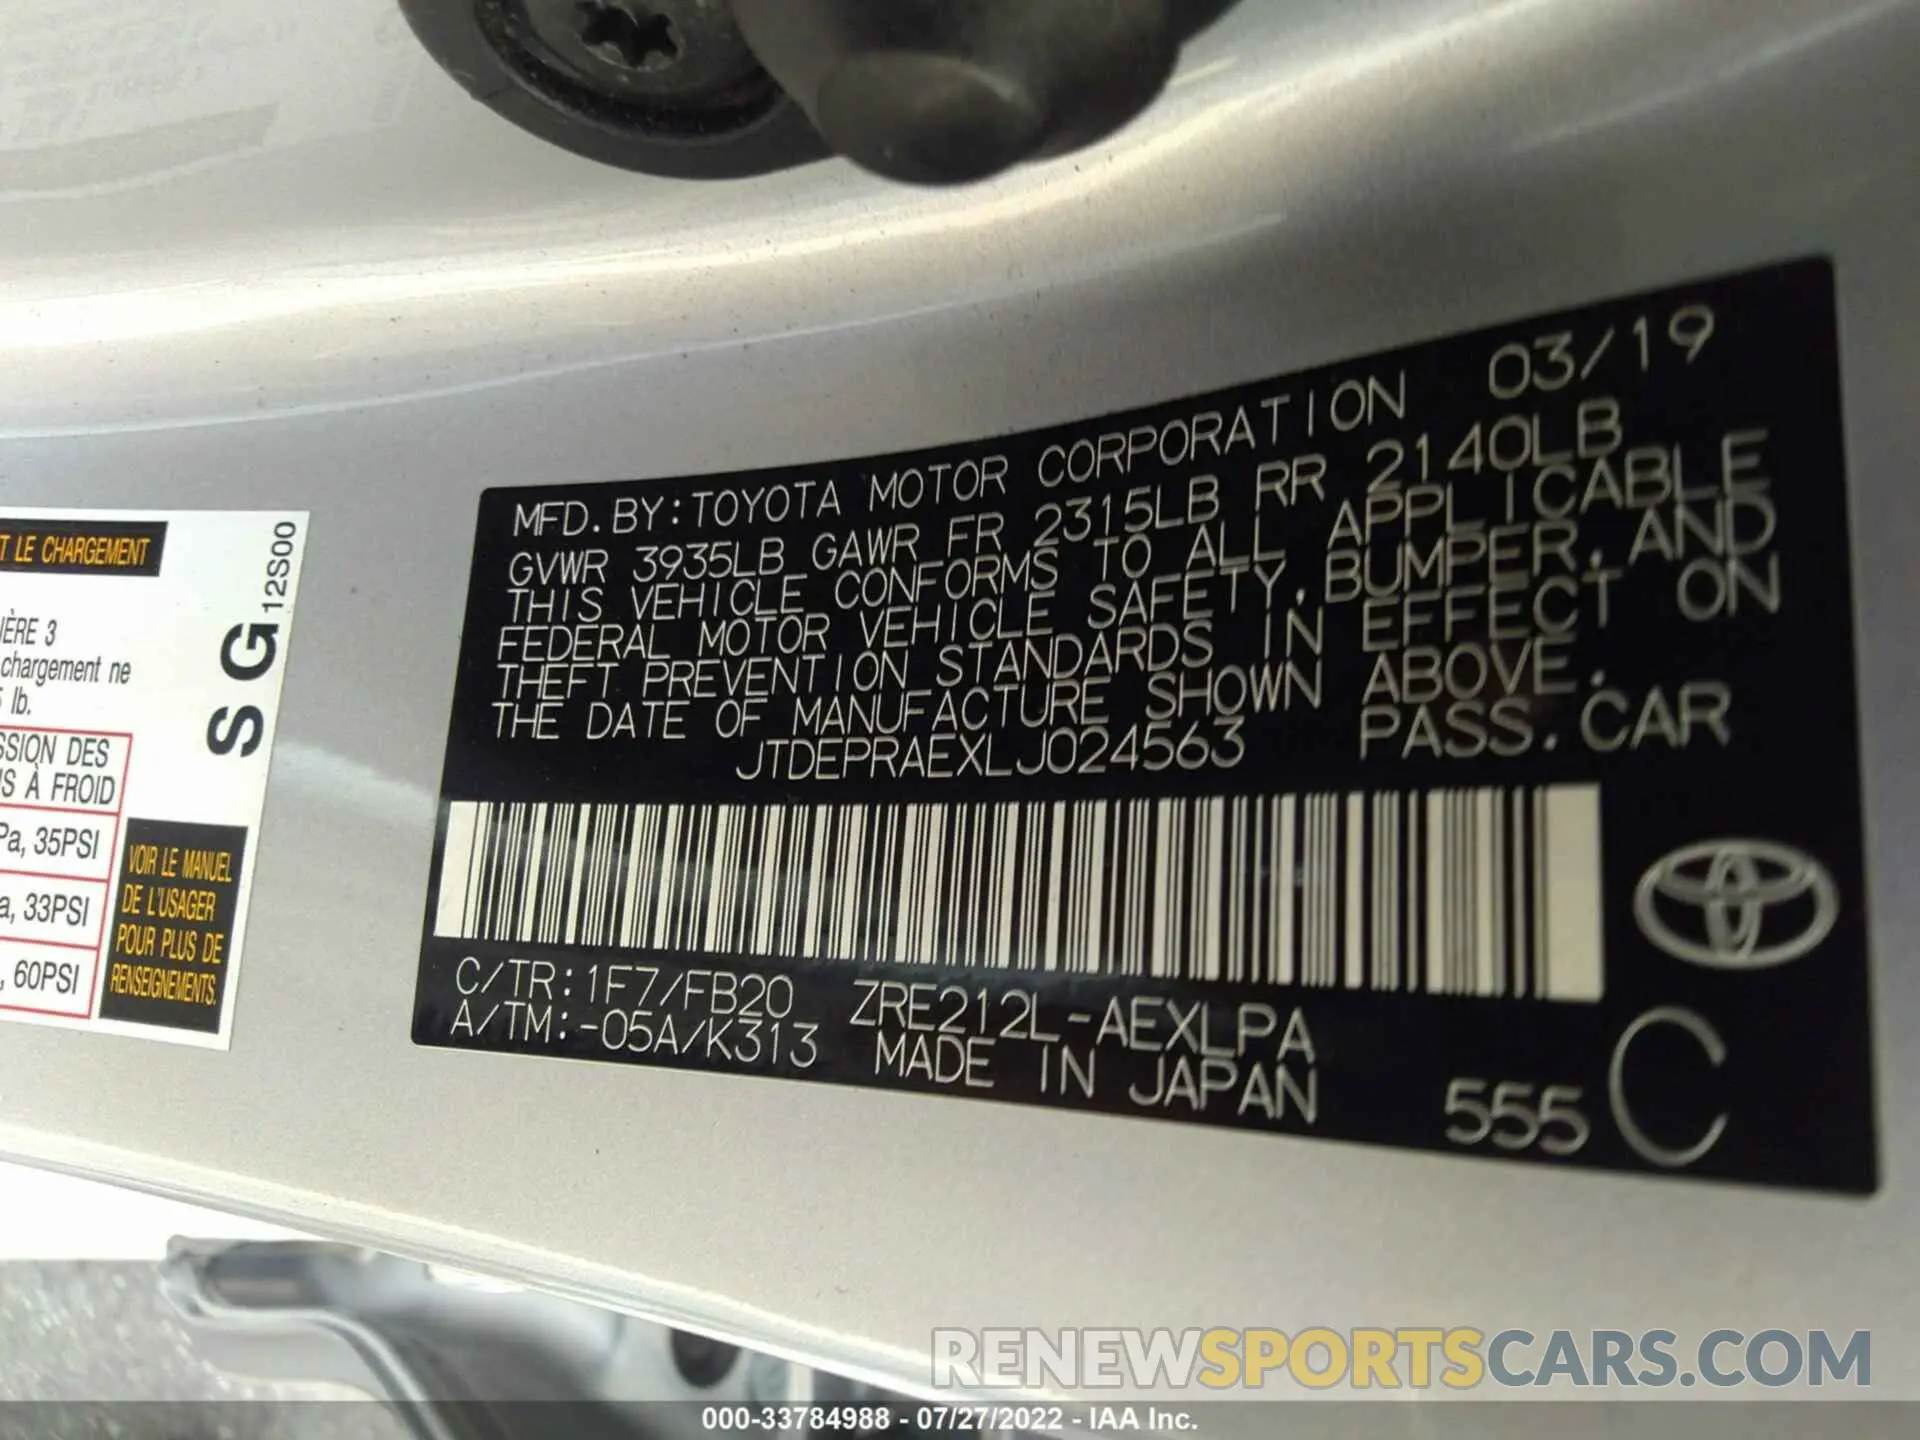 T LE CHARGEMENT
IÈRE 3
chargement ne
lb.
SSION DES
S À FROID
Pa, 35PSI
a, 33PSI
, 60PSI
SG12S00
VOIR LE MANUEL
DE L'USAGER
POUR PLUS DE
RENSEIGNEMENTS.
MFD. BY: TOYOTA MOTOR CORPORATION 03/19
GVWR 3935LB GAWR FR 2315LB RR 2140LB
THIS VEHICLE CONFORMS TO ALL APPLICABLE
FEDERAL MOTOR VEHICLE SAFETY, BUMPER, AND
THEFT PREVENTION STANDARDS IN EFFECT ON
THE DATE OF MANUFACTURE SHOWN ABOVE.
JTDEPRAEXLJ024563 PASS. CAR
C/TR: 1F7/FB20 ZRE212L-AEXLPA
A/TM: -05A/K313 MADE IN JAPAN
555 C
RENEWSPORTSCARS.COM
000-33784988 - 07/27/2022 - IAA Inc.